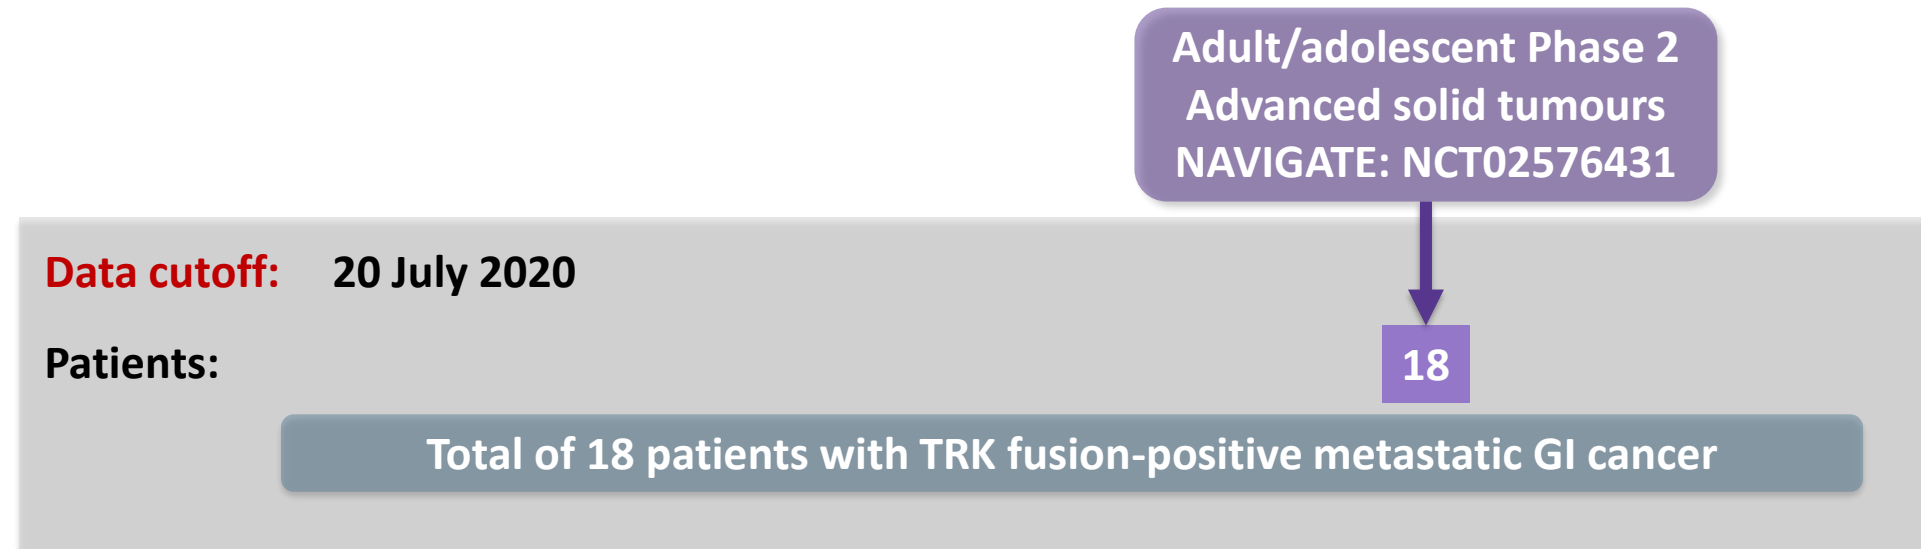 Adult/adolescent Phase 2
Advanced solid tumours
NAVIGATE: NCT02576431
Data cutoff: 20 July 2020
Patients: 18
Total of 18 patients with TRK fusion-positive metastatic GI cancer